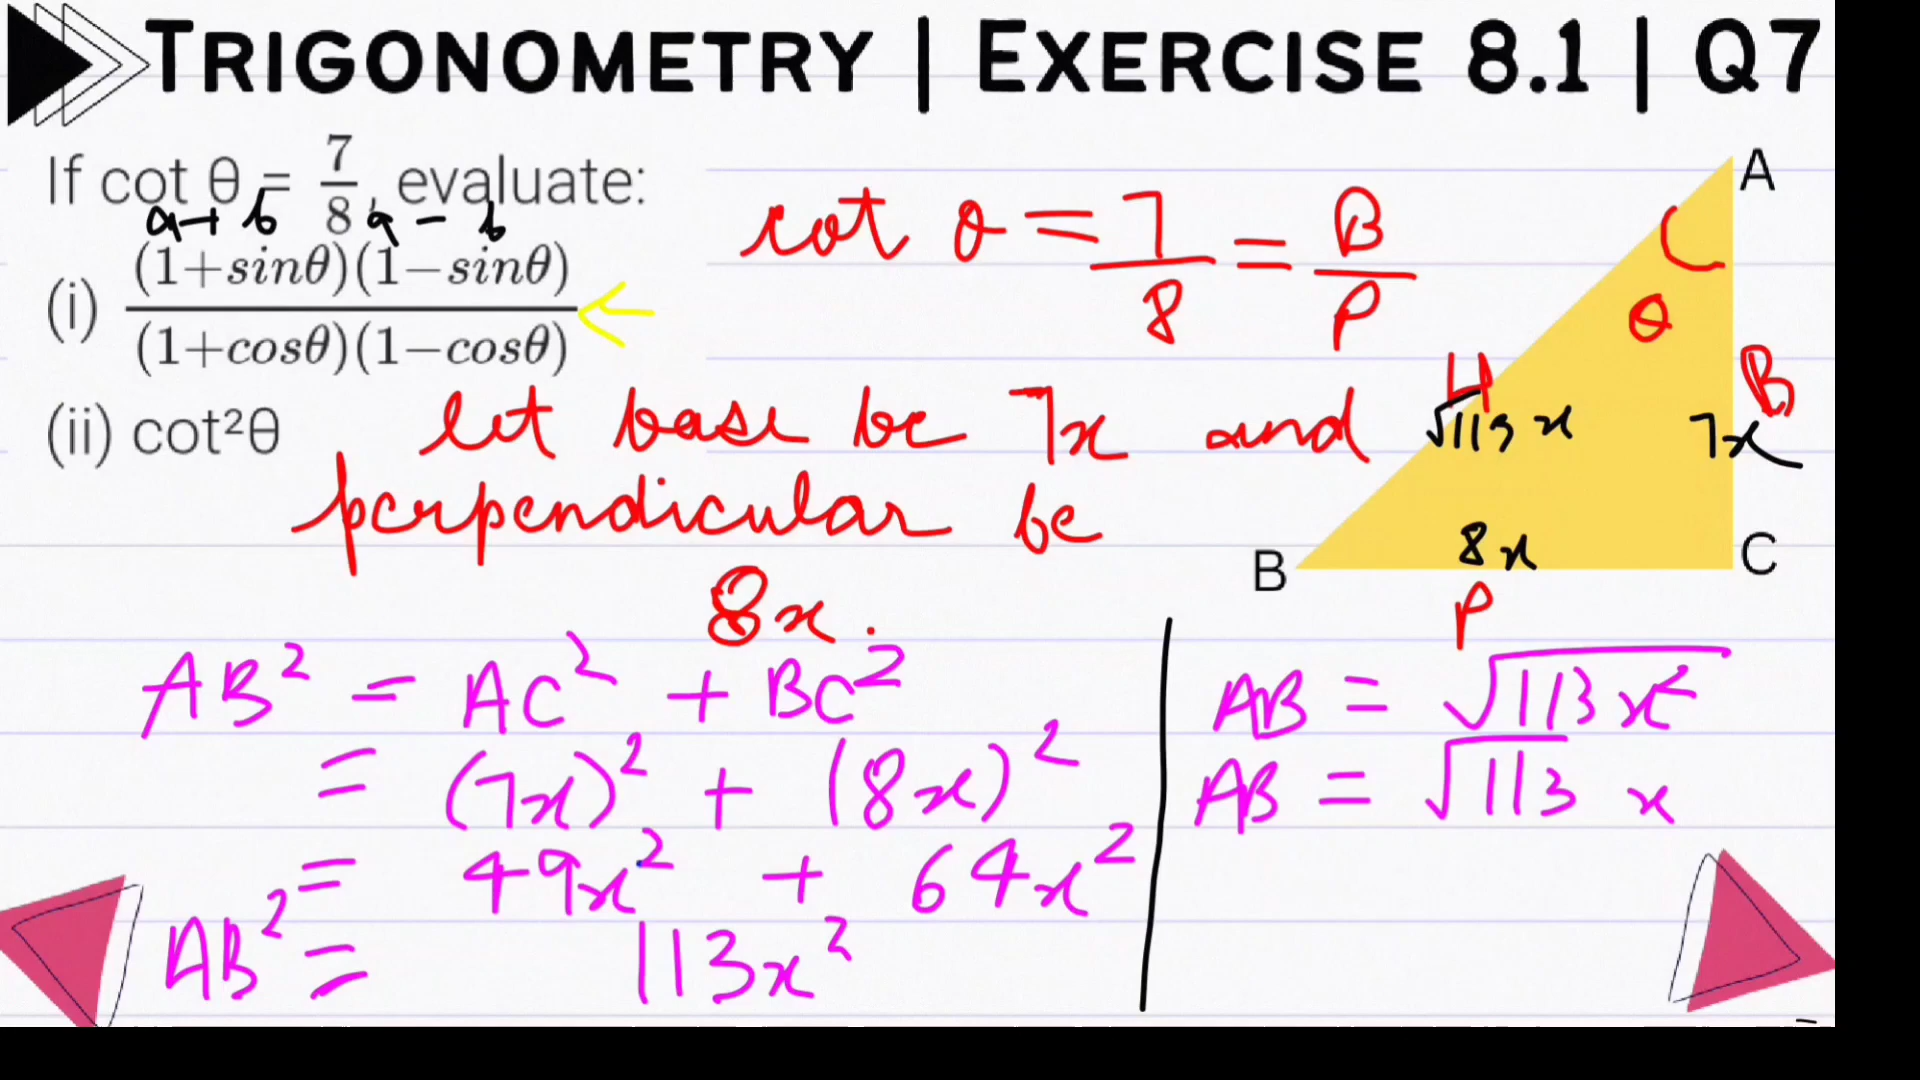 TRIGONOMETRY | EXERCISE 8.1 | Q7
If cot θ = 7/8, evaluate:
a+b a-b
(i) (1+sinθ)(1−sinθ)/(1+cosθ)(1−cosθ)
(ii) cot²θ
cot θ = 7/8 = B/P
let base be 7x and
perpendicular be
8x.
A
θ
H
B
√113 x
7x
8x
B
C
P
AB² = AC² + BC²
= (7x)² + (8x)²
= 49x² + 64x²
AB² = 113x²
AB = √113x²
AB = √113 x